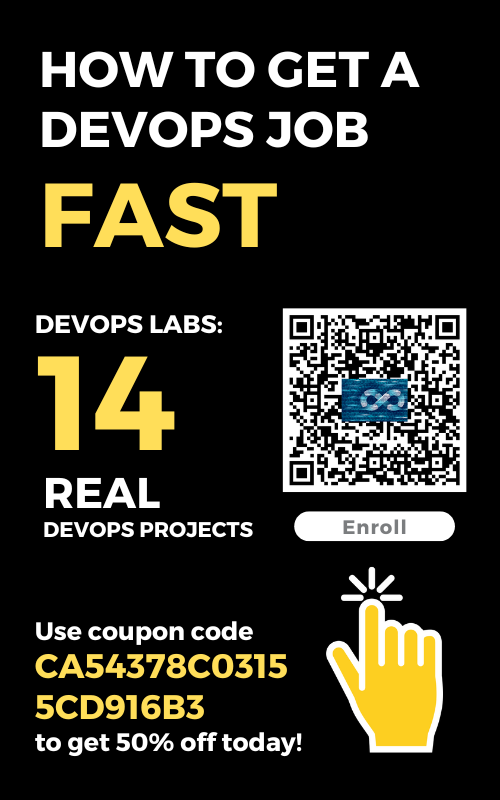 HOW TO GET A
DEVOPS JOB
FAST
DEVOPS LABS:
14
REAL
DEVOPS PROJECTS
Enroll
Use coupon code
CA54378C0315
5CD916B3
to get 50% off today!